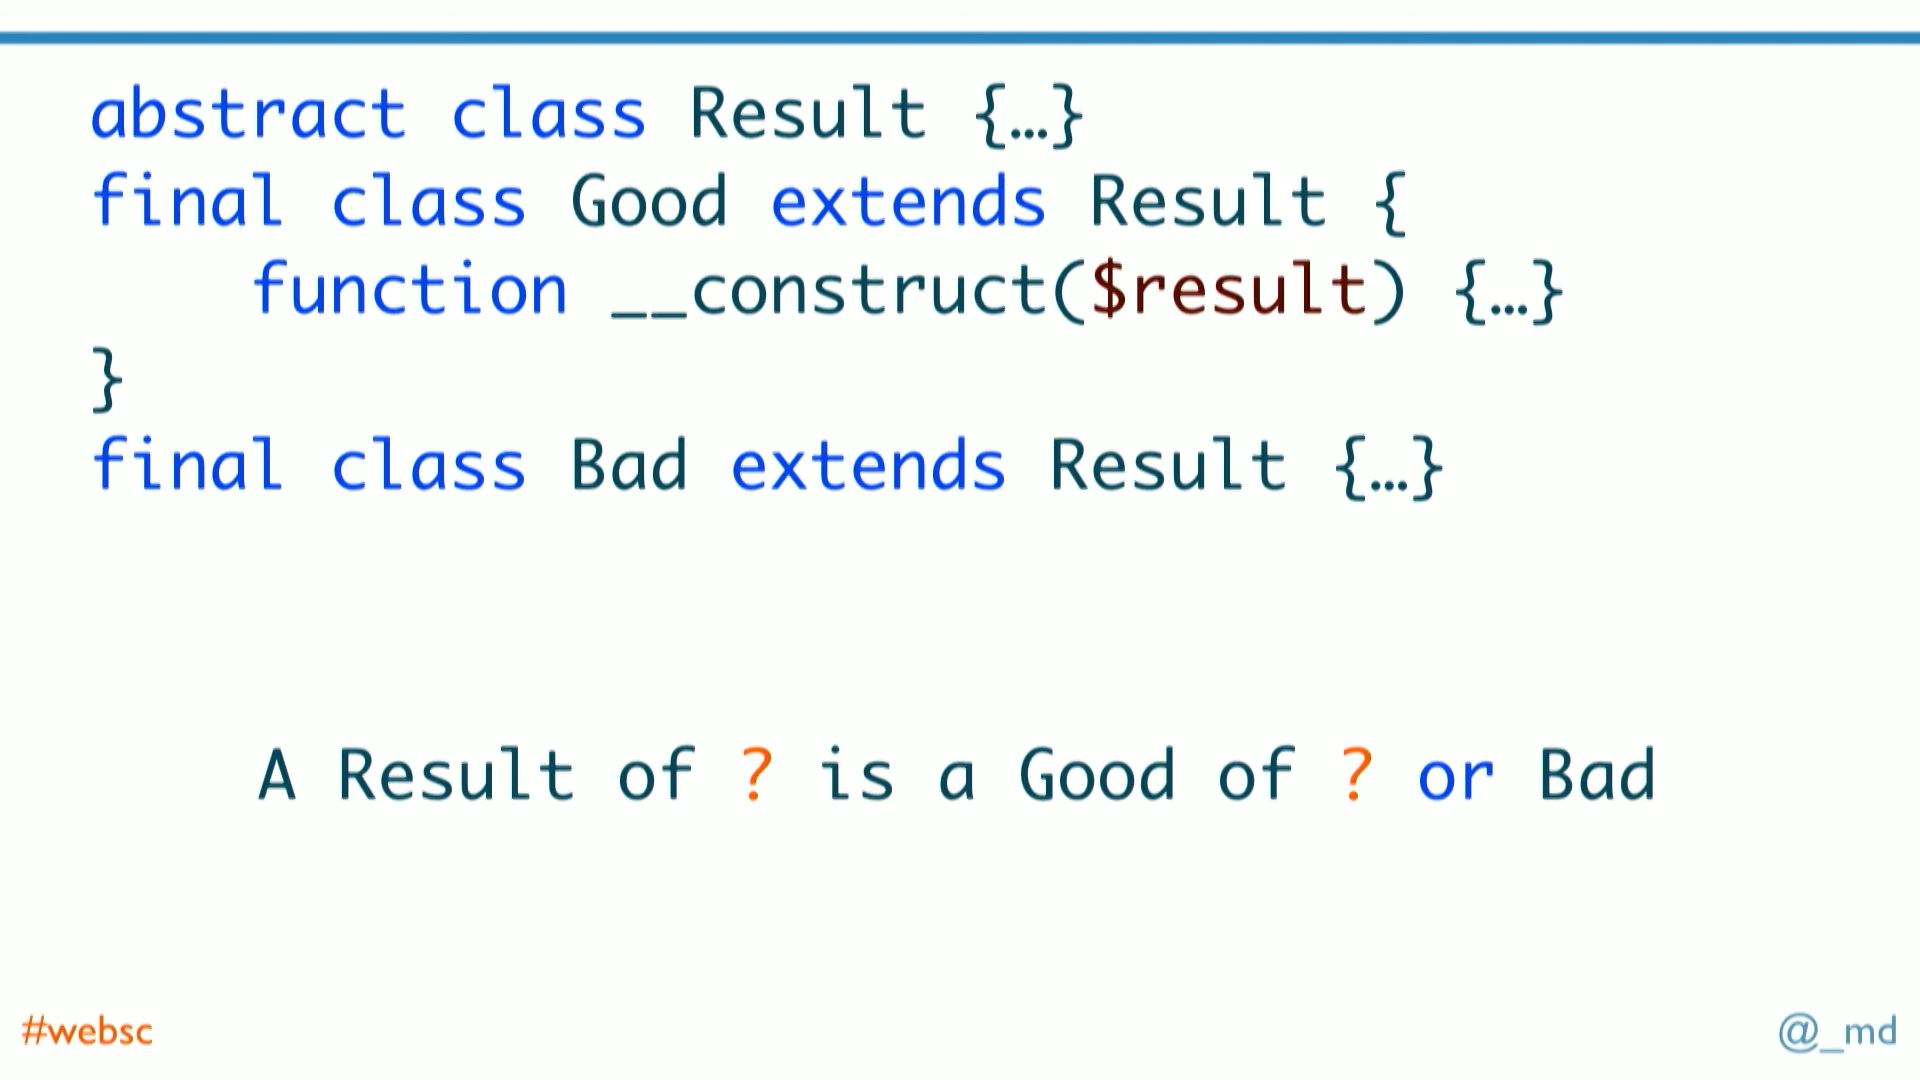 abstract class Result {…}
final class Good extends Result {
    function __construct($result) {…}
}
final class Bad extends Result {…}
A Result of ? is a Good of ? or Bad
#websc
@_md